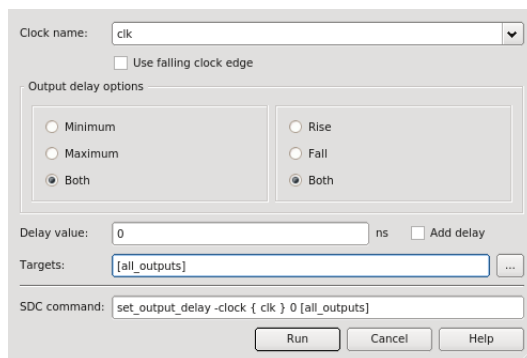 Clock name: clk
Use falling clock edge
Output delay options
Minimum Rise
Maximum Fall
Both Both
Delay value: 0 ns Add delay
Targets: [all_outputs] ...
SDC command: set_output_delay -clock { clk } 0 [all_outputs]
Run Cancel Help